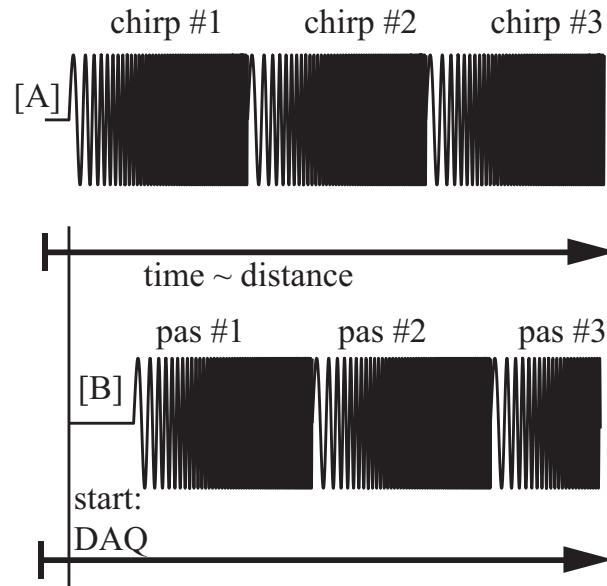 chirp #1 chirp #2 chirp #3
[A]
time ~ distance
pas #1 pas #2 pas #3
[B]
start:
DAQ